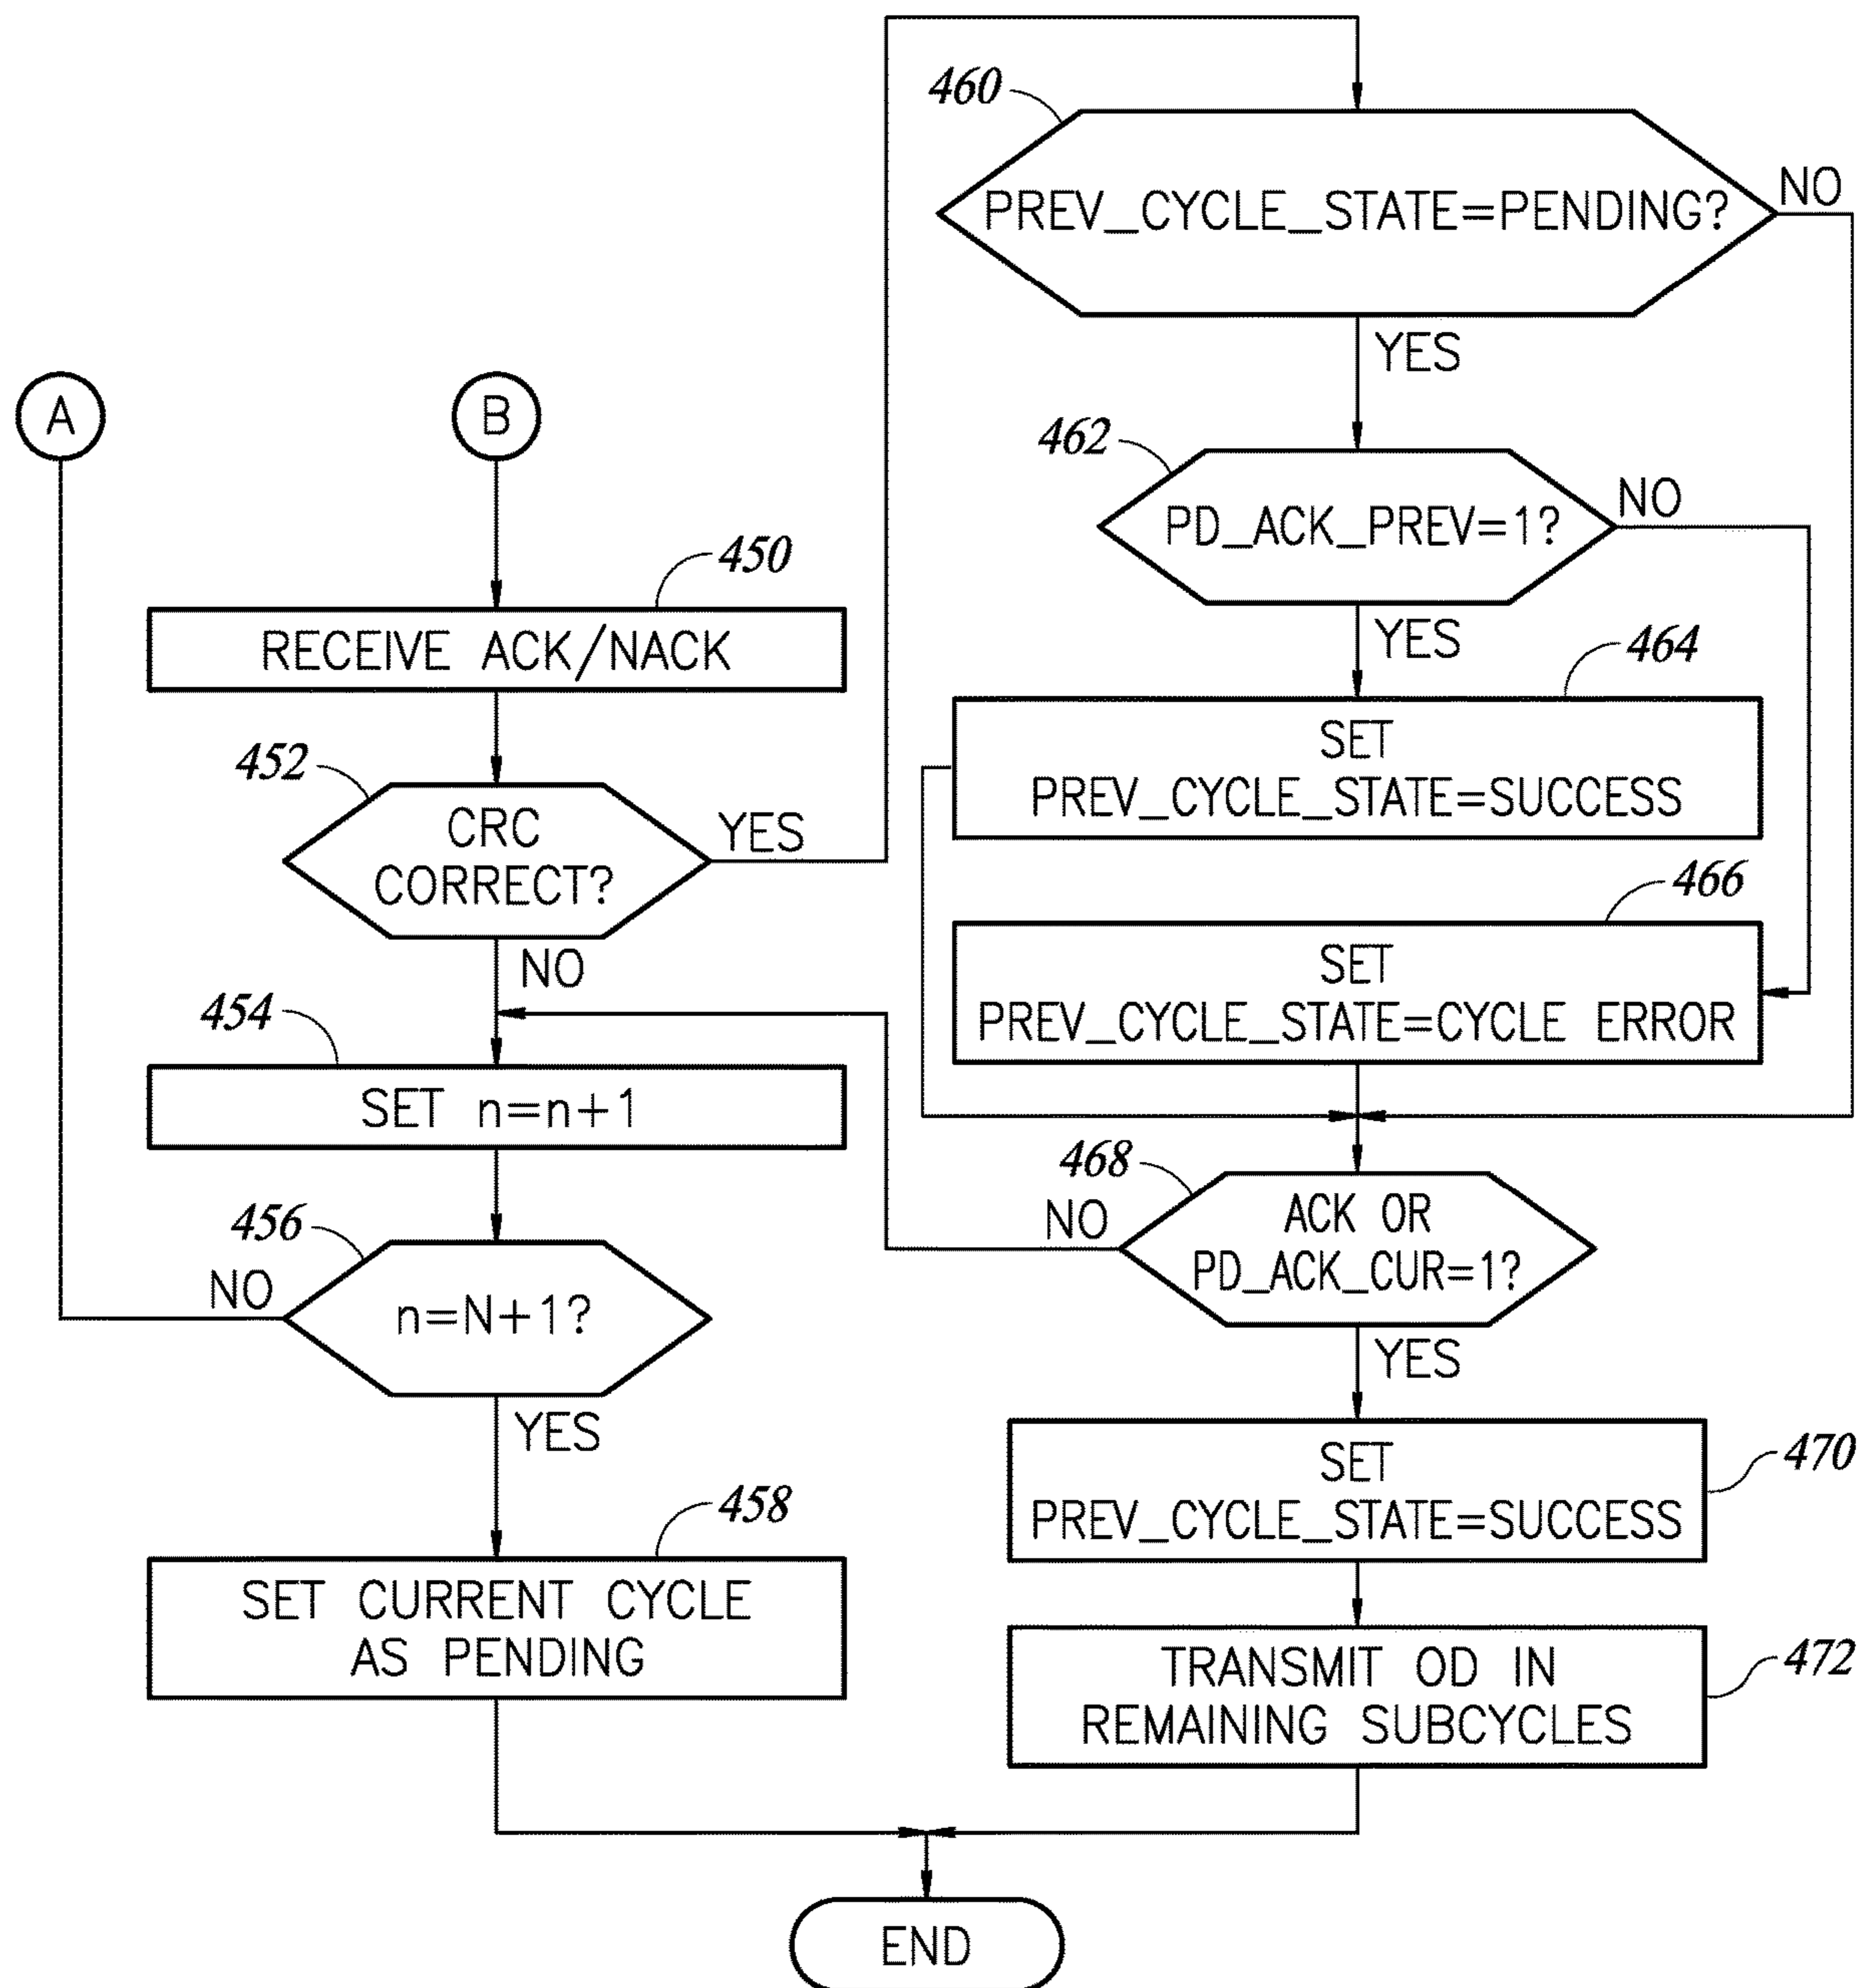 A
B
450
RECEIVE ACK/NACK
452
CRC
CORRECT?
YES
NO
454
SET n=n+1
456
NO
n=N+1?
YES
458
SET CURRENT CYCLE
AS PENDING
460
PREV_CYCLE_STATE=PENDING?
NO
YES
462
PD_ACK_PREV=1?
NO
YES
464
SET
PREV_CYCLE_STATE=SUCCESS
466
SET
PREV_CYCLE_STATE=CYCLE ERROR
468
NO
ACK OR
PD_ACK_CUR=1?
YES
470
SET
PREV_CYCLE_STATE=SUCCESS
472
TRANSMIT OD IN
REMAINING SUBCYCLES
END